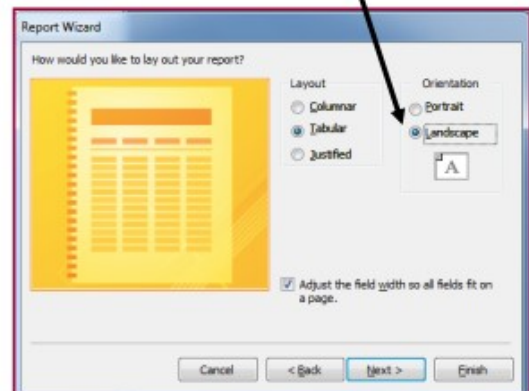 Report Wizard
How would you like to lay out your report?
Layout
Columnar
Tabular
Justified
Orientation
Portrait
Landscape
A
Adjust the field width so all fields fit on
a page.
Cancel
< Back
Next >
Finish